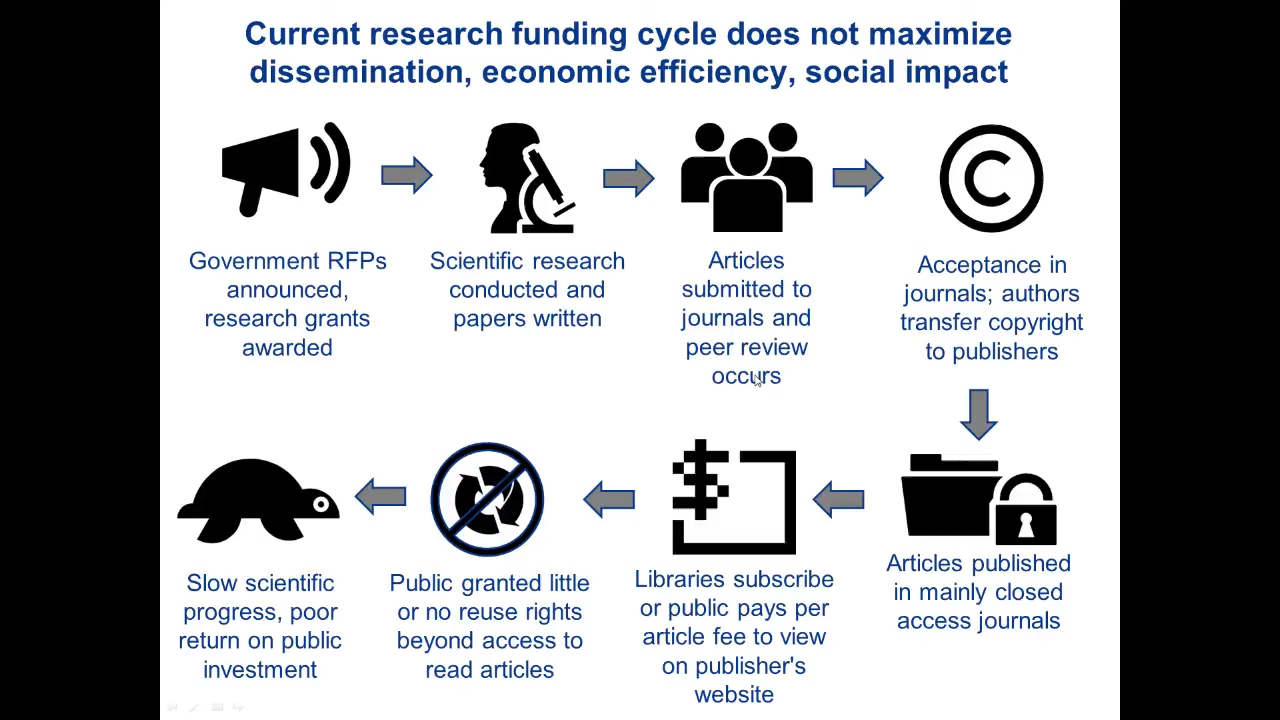 Current research funding cycle does not maximize
dissemination, economic efficiency, social impact
Government RFPs
announced,
research grants
awarded
Scientific research
conducted and
papers written
Articles
submitted to
journals and
peer review
occurs
Acceptance in
journals; authors
transfer copyright
to publishers
Articles published
in mainly closed
access journals
Libraries subscribe
or public pays per
article fee to view
on publisher's
website
Public granted little
or no reuse rights
beyond access to
read articles
Slow scientific
progress, poor
return on public
investment